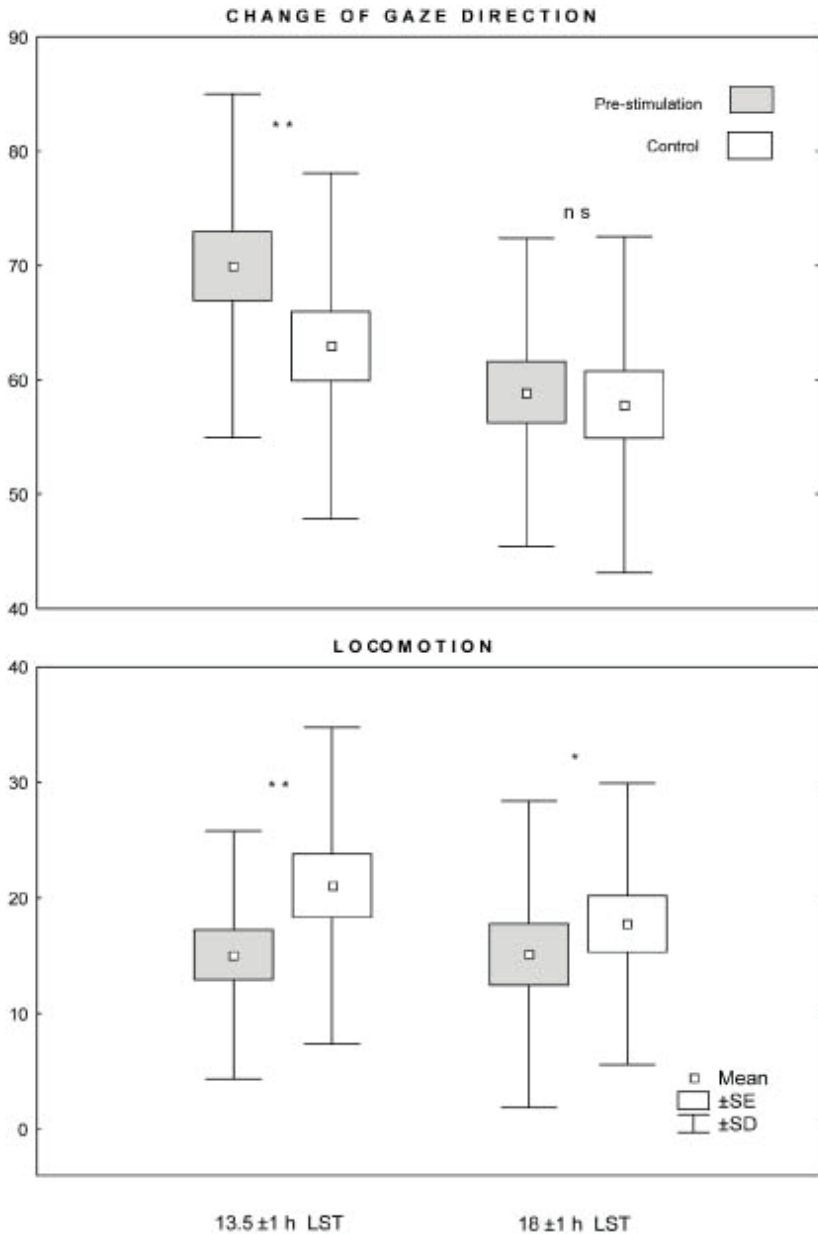 CHANGE OF GAZE DIRECTION
90
80
70
60
50
40
Pre-stimulation
Control
* *
n s
LOCOMOTION
40
30
20
10
0
* *
*
Mean
±SE
±SD
13.5 ±1 h LST
18 ±1 h LST